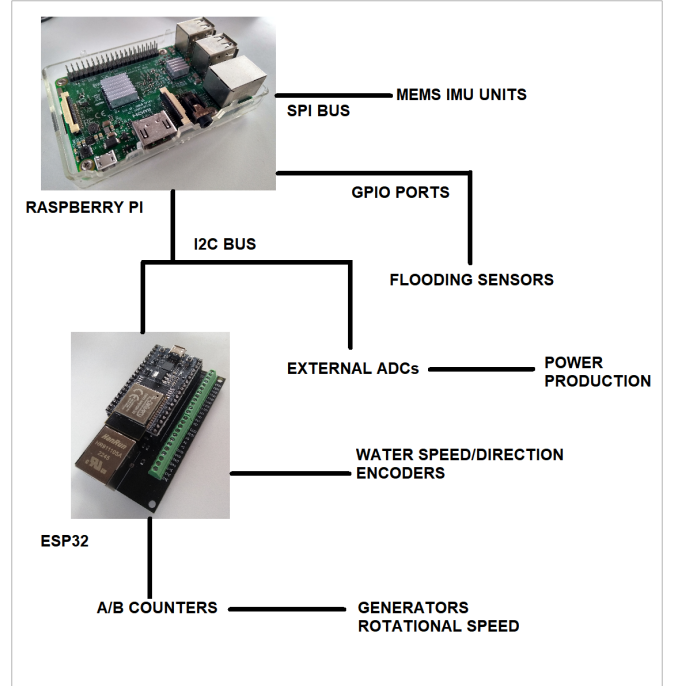 MEMS IMU UNITS
SPI BUS
GPIO PORTS
RASPBERRY PI
I2C BUS
FLOODING SENSORS
EXTERNAL ADCs
POWER
PRODUCTION
HanRun
WATER SPEED/DIRECTION
ENCODERS
ESP32
A/B COUNTERS
GENERATORS
ROTATIONAL SPEED